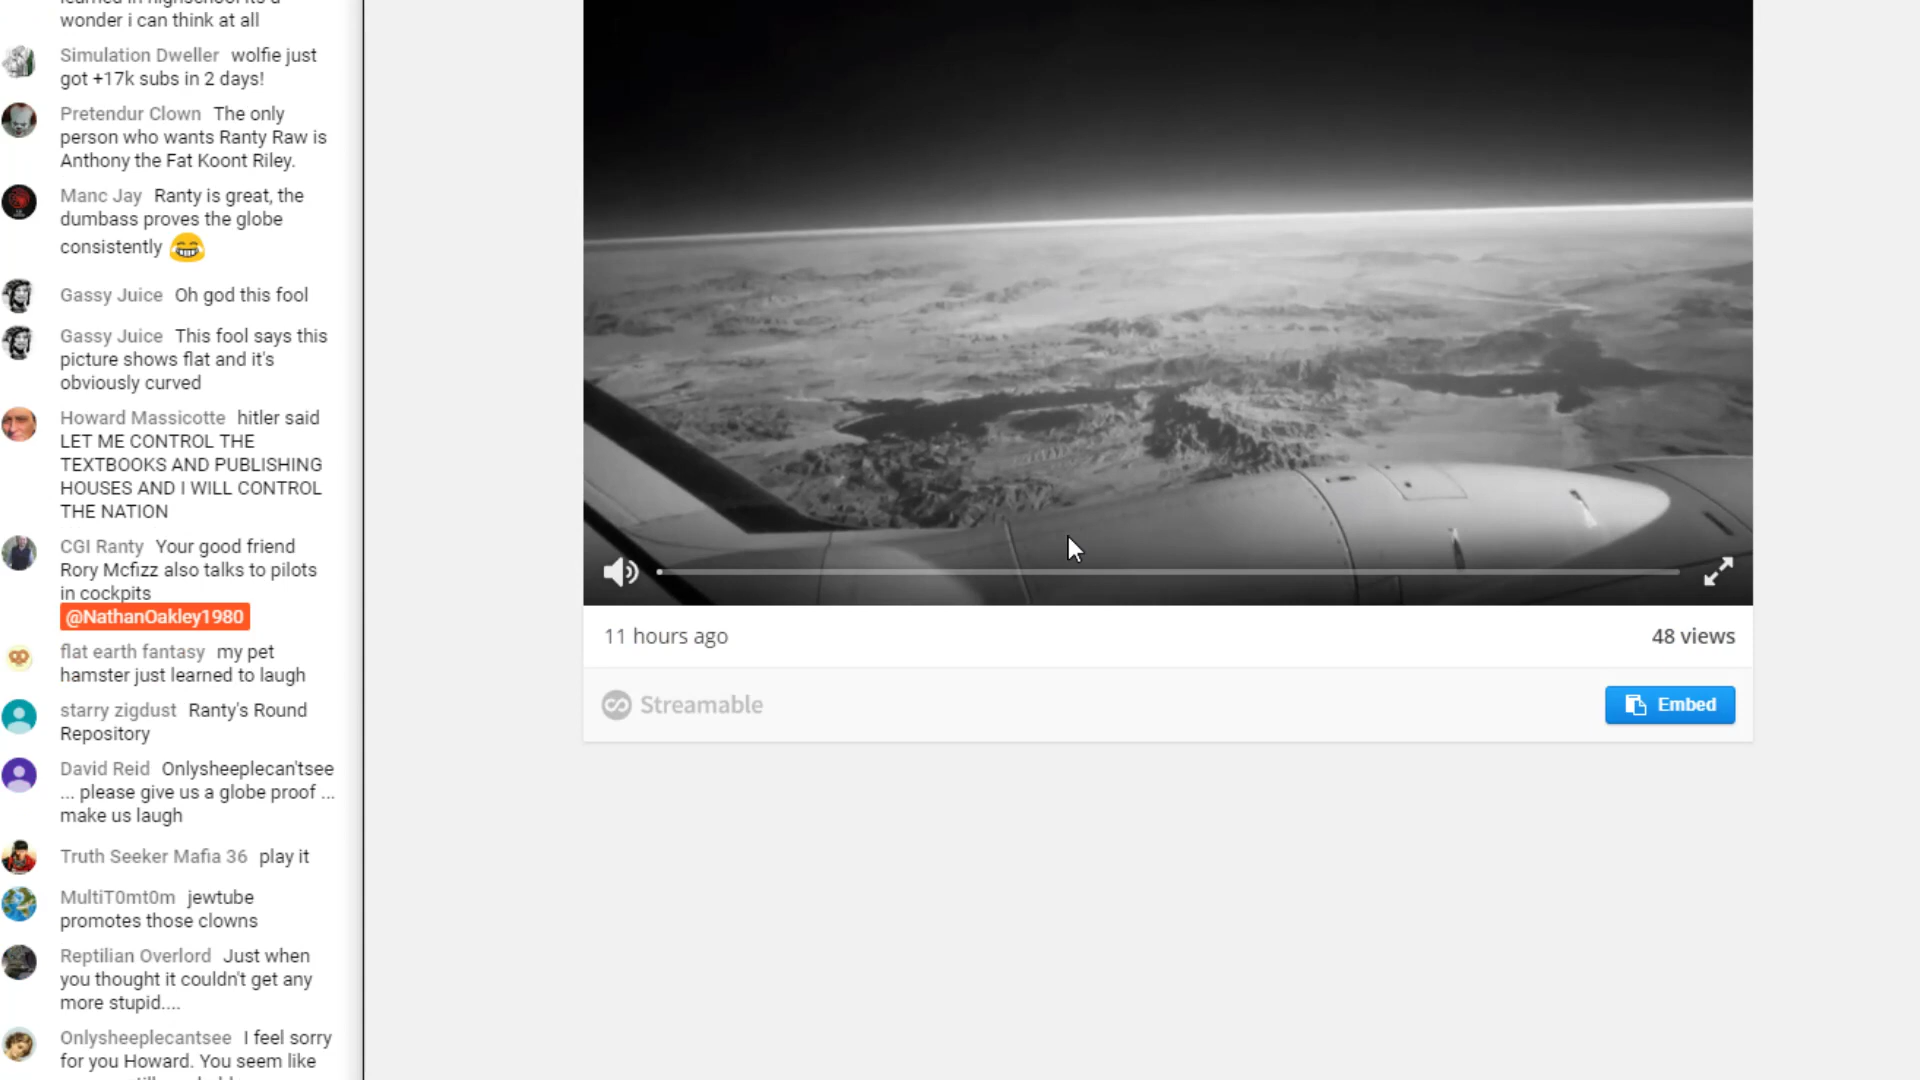 wonder i can think at all
Simulation Dweller wolfie just
got +17k subs in 2 days!
Pretendur Clown The only
person who wants Ranty Raw is
Anthony the Fat Koont Riley.
Manc Jay Ranty is great, the
dumbass proves the globe
consistently 😂
Gassy Juice Oh god this fool
Gassy Juice This fool says this
picture shows flat and it's
obviously curved
Howard Massicotte hitler said
LET ME CONTROL THE
TEXTBOOKS AND PUBLISHING
HOUSES AND I WILL CONTROL
THE NATION
CGI Ranty Your good friend
Rory Mcfizz also talks to pilots
in cockpits
@NathanOakley1980
flat earth fantasy my pet
hamster just learned to laugh
starry zigdust Ranty's Round
Repository
David Reid Onlysheeplecan'tsee
... please give us a globe proof ...
make us laugh
Truth Seeker Mafia 36 play it
MultiT0mt0m jewtube
promotes those clowns
Reptilian Overlord Just when
you thought it couldn't get any
more stupid....
Onlysheeplecantsee I feel sorry
for you Howard. You seem like
11 hours ago
48 views
Streamable
Embed